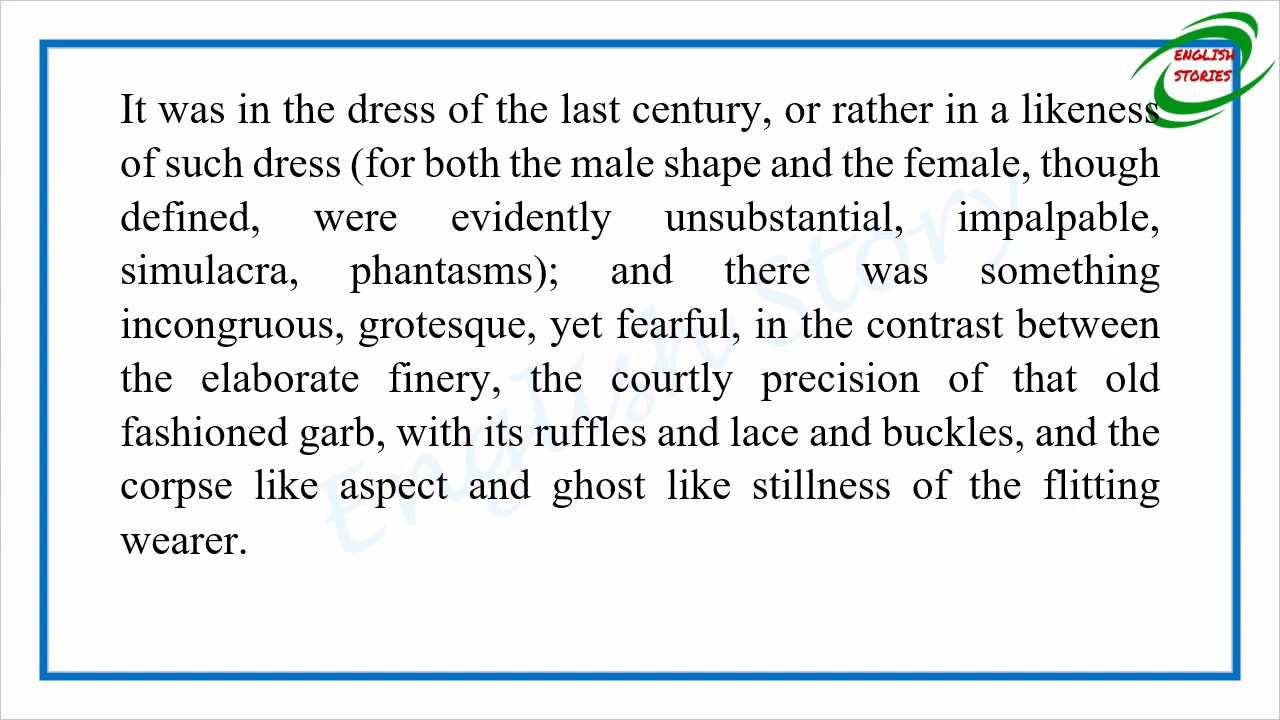 ENGLISH
STORIES
It was in the dress of the last century, or rather in a likeness
of such dress (for both the male shape and the female, though
defined, were evidently unsubstantial, impalpable,
simulacra, phantasms); and there was something
incongruous, grotesque, yet fearful, in the contrast between
the elaborate finery, the courtly precision of that old
fashioned garb, with its ruffles and lace and buckles, and the
corpse like aspect and ghost like stillness of the flitting
wearer.
English Story